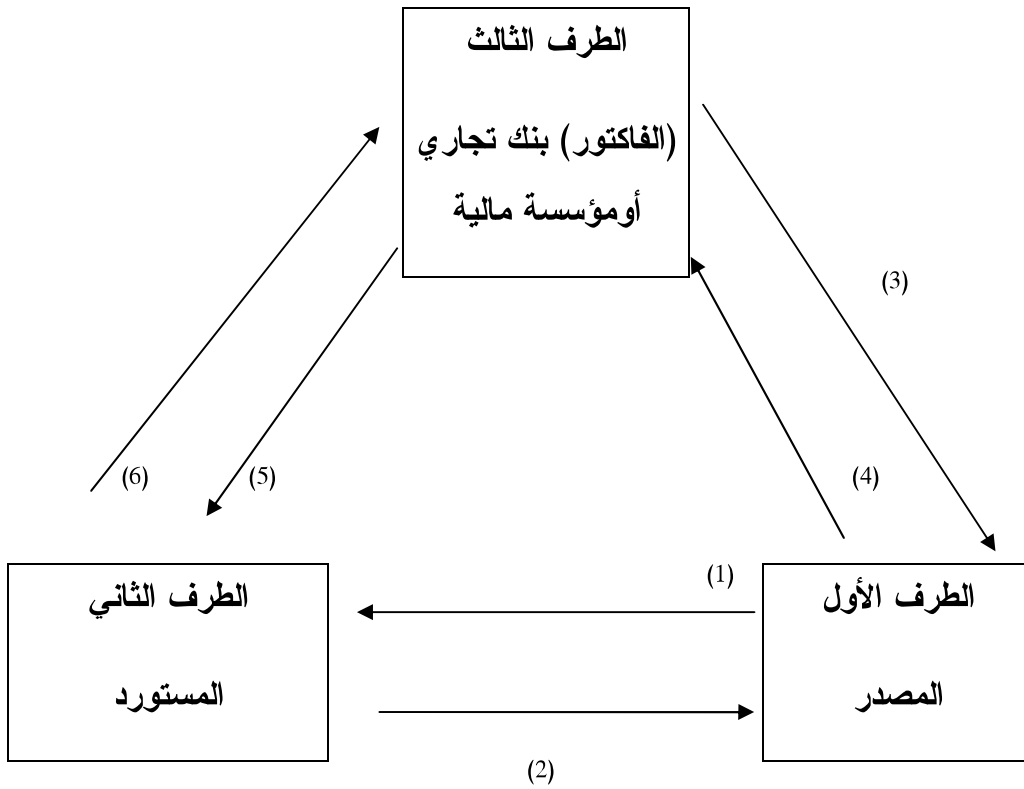 الطرف الثالث
(الفاكتور) بنك تجاري
أومؤسسة مالية
(3)
(6)
(5)
(4)
(1)
الطرف الأول
المصدر
الطرف الثاني
المستورد
(2)